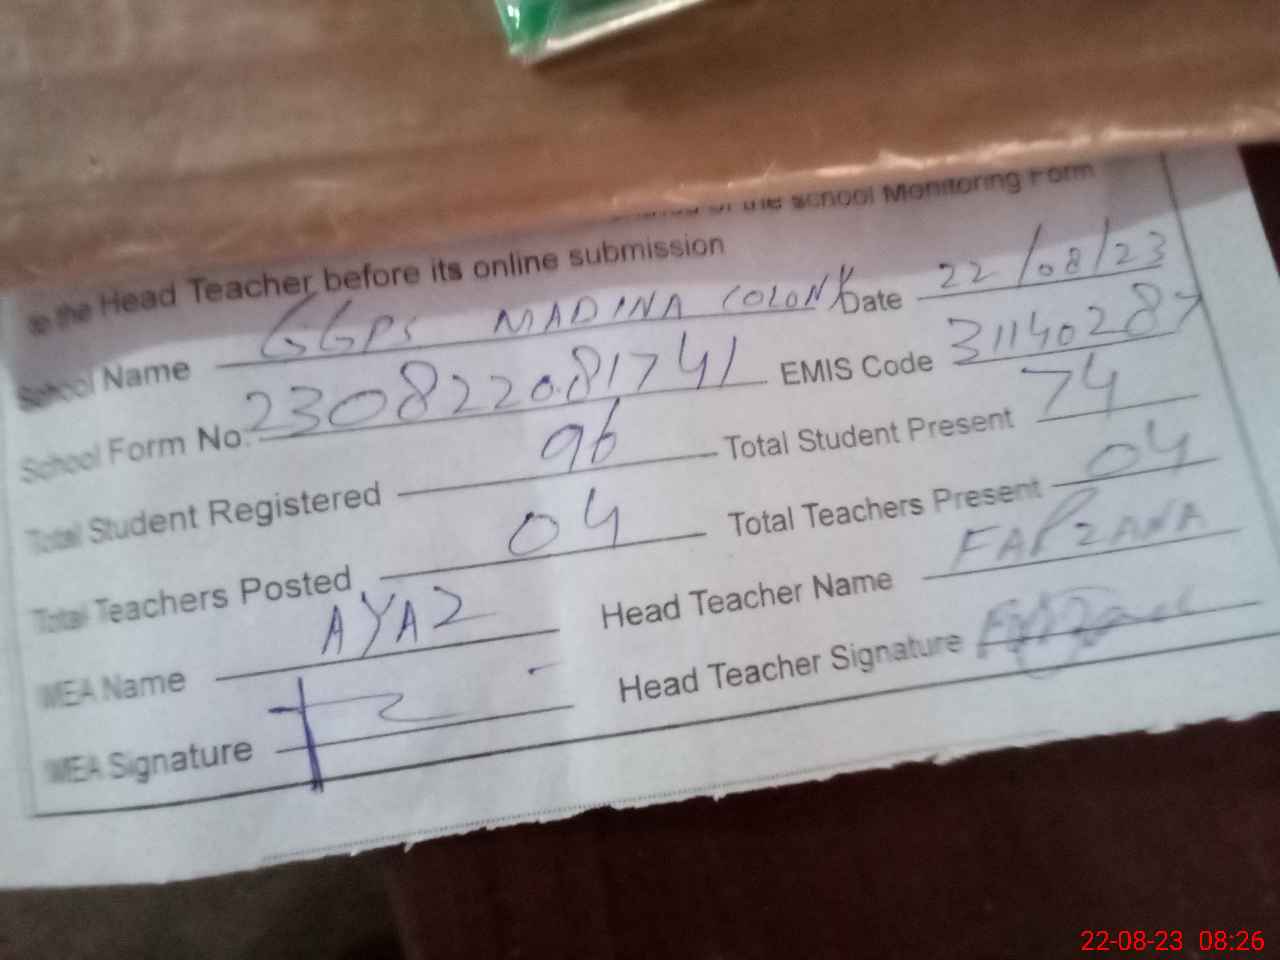 the school Monitoring Form
to the Head Teacher before its online submission
School Name GGPS MADINA COLONY Date 22/08/23
School Form No. 230822081741 EMIS Code 31140287
Total Student Registered 96 Total Student Present 74
Total Teachers Posted 04 Total Teachers Present 04
MEA Name AYAZ Head Teacher Name FARZANA
MEA Signature Head Teacher Signature
22-08-23 08:26